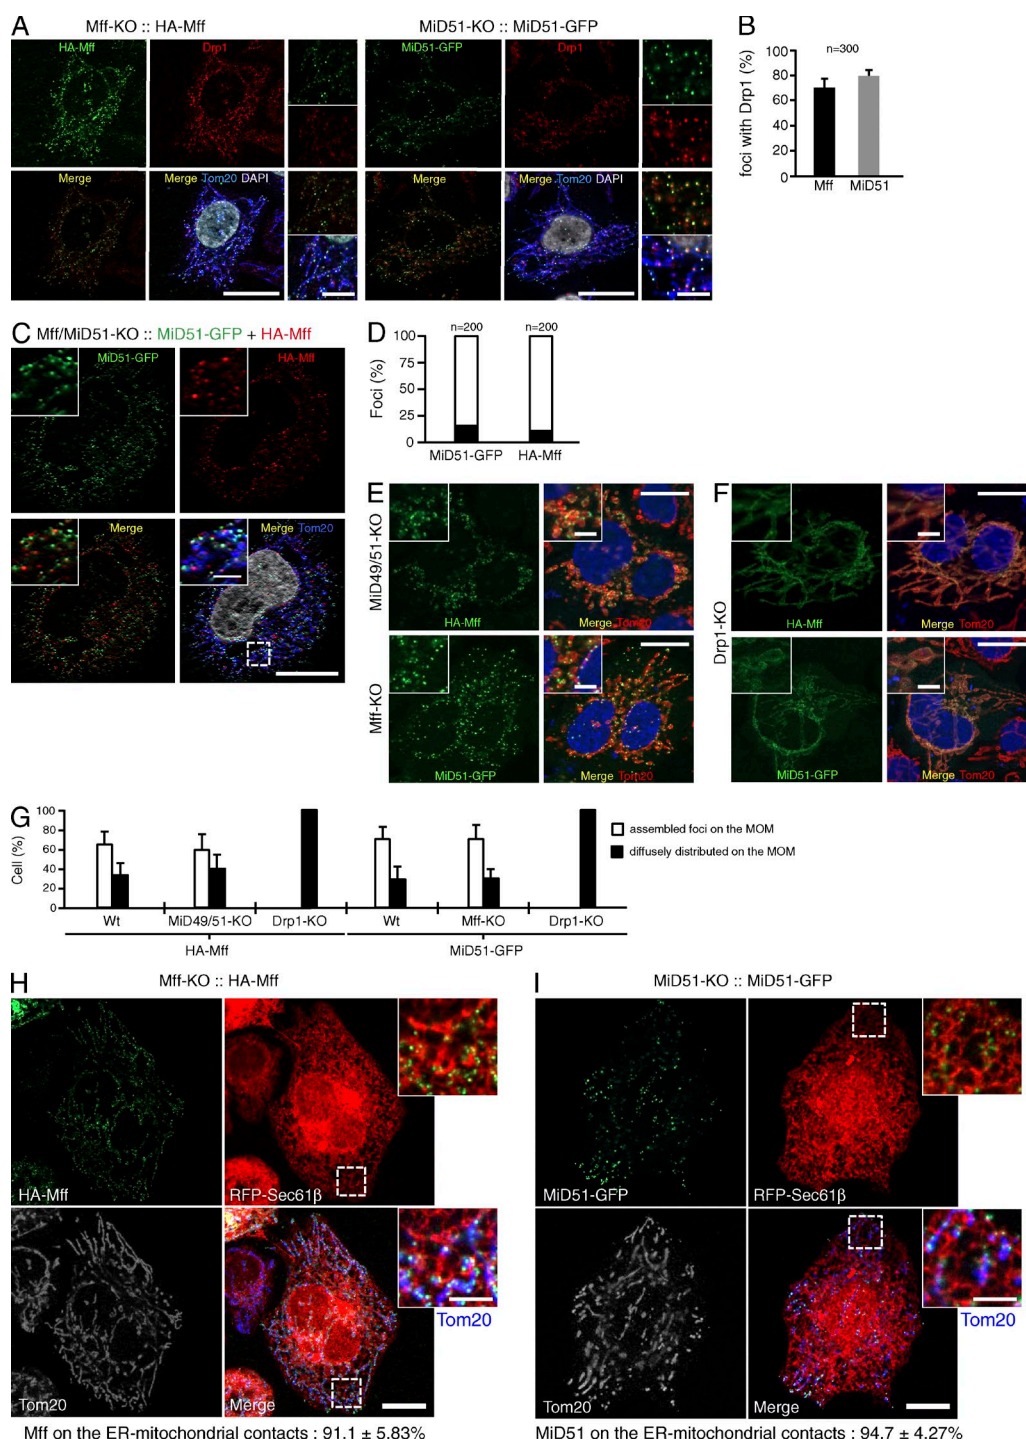 A
Mff-KO :: HA-Mff
MiD51-KO :: MiD51-GFP
HA-Mff
Drp1
MiD51-GFP
Drp1
Merge
Merge Tom20 DAPI
Merge
Merge Tom20 DAPI
B
n=300
foci with Drp1 (%)
100
80
60
40
20
0
Mff
MiD51
C
Mff/MiD51-KO :: MiD51-GFP + HA-Mff
MiD51-GFP
HA-Mff
Merge
Merge Tom20
D
n=200
n=200
Foci (%)
100
75
50
25
0
MiD51-GFP
HA-Mff
E
MiD49/51-KO
HA-Mff
Merge Tom20
Mff-KO
MiD51-GFP
Merge Tom20
F
Drp1-KO
HA-Mff
Merge Tom20
MiD51-GFP
Merge Tom20
G
Cell (%)
100
80
60
40
20
0
assembled foci on the MOM
diffusely distributed on the MOM
Wt
MiD49/51-KO
Drp1-KO
Wt
Mff-KO
Drp1-KO
HA-Mff
MiD51-GFP
H
Mff-KO :: HA-Mff
HA-Mff
RFP-Sec61β
Tom20
Merge
Tom20
Mff on the ER-mitochondrial contacts : 91.1 ± 5.83%
I
MiD51-KO :: MiD51-GFP
MiD51-GFP
RFP-Sec61β
Tom20
Merge
Tom20
MiD51 on the ER-mitochondrial contacts : 94.7 ± 4.27%